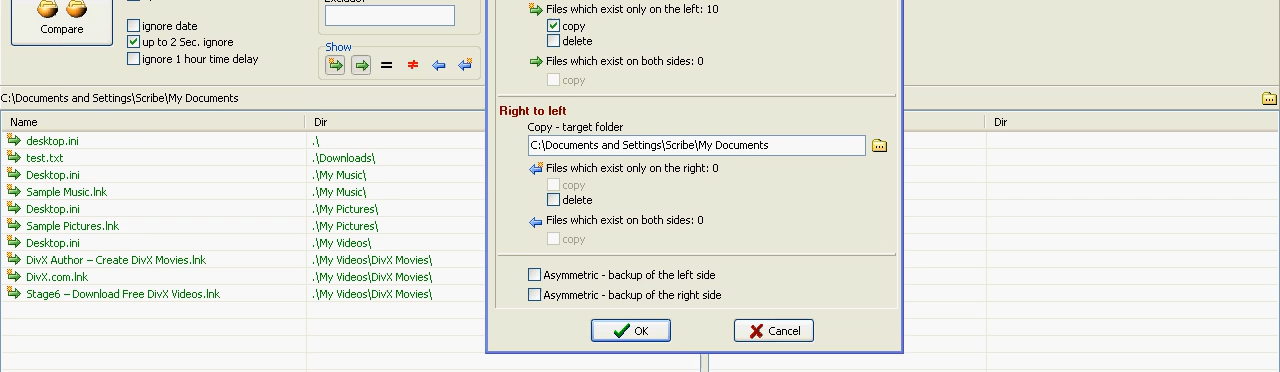 Compare
ignore date
up to 2 Sec. ignore
ignore 1 hour time delay
Show
C:\Documents and Settings\Scribe\My Documents
Name Dir
desktop.ini .\
test.txt .\Downloads\
Desktop.ini .\My Music\
Sample Music.lnk .\My Music\
Desktop.ini .\My Pictures\
Sample Pictures.lnk .\My Pictures\
Desktop.ini .\My Videos\
DivX Author – Create DivX Movies.lnk .\My Videos\DivX Movies\
DivX.com.lnk .\My Videos\DivX Movies\
Stage6 – Download Free DivX Videos.lnk .\My Videos\DivX Movies\
Files which exist only on the left: 10
copy
delete
Files which exist on both sides: 0
copy
Right to left
Copy - target folder
C:\Documents and Settings\Scribe\My Documents
Files which exist only on the right: 0
copy
delete
Files which exist on both sides: 0
copy
Asymmetric - backup of the left side
Asymmetric - backup of the right side
OK Cancel
Dir